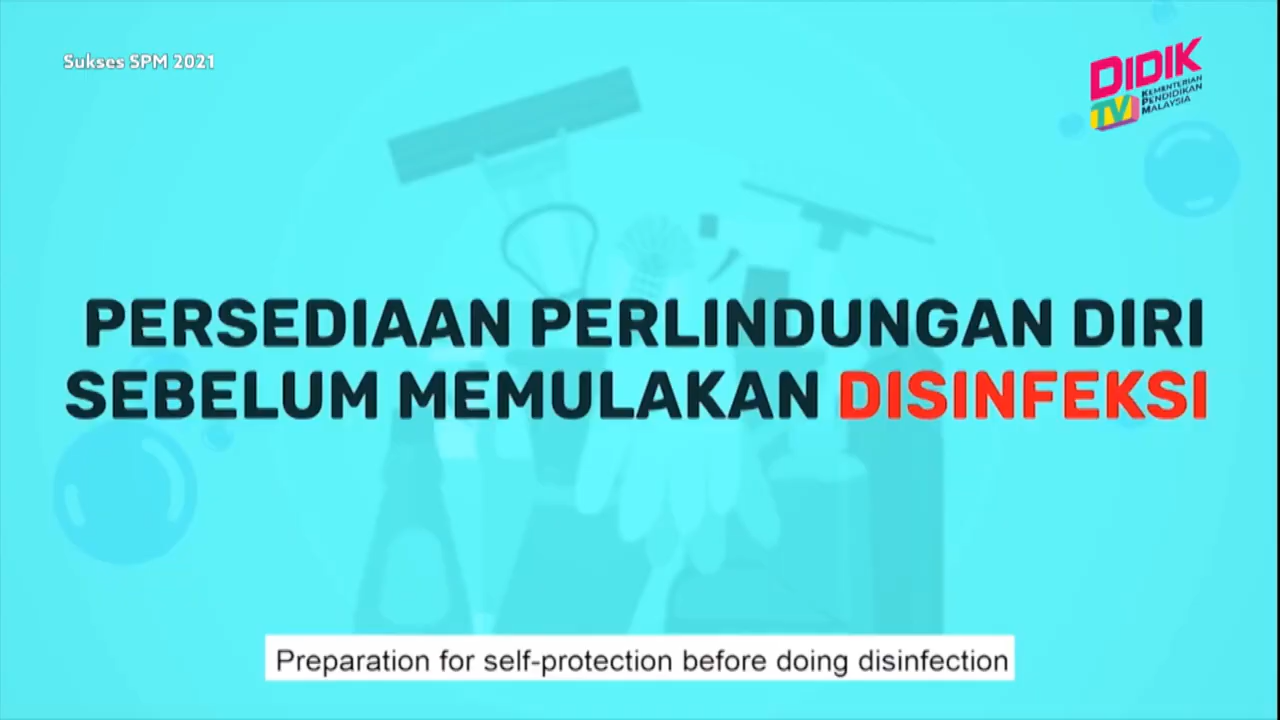 Sukses SPM 2021
DIDIK
TV
KEMENTERIAN
PENDIDIKAN
MALAYSIA
PERSEDIAAN PERLINDUNGAN DIRI
SEBELUM MEMULAKAN DISINFEKSI
Preparation for self-protection before doing disinfection